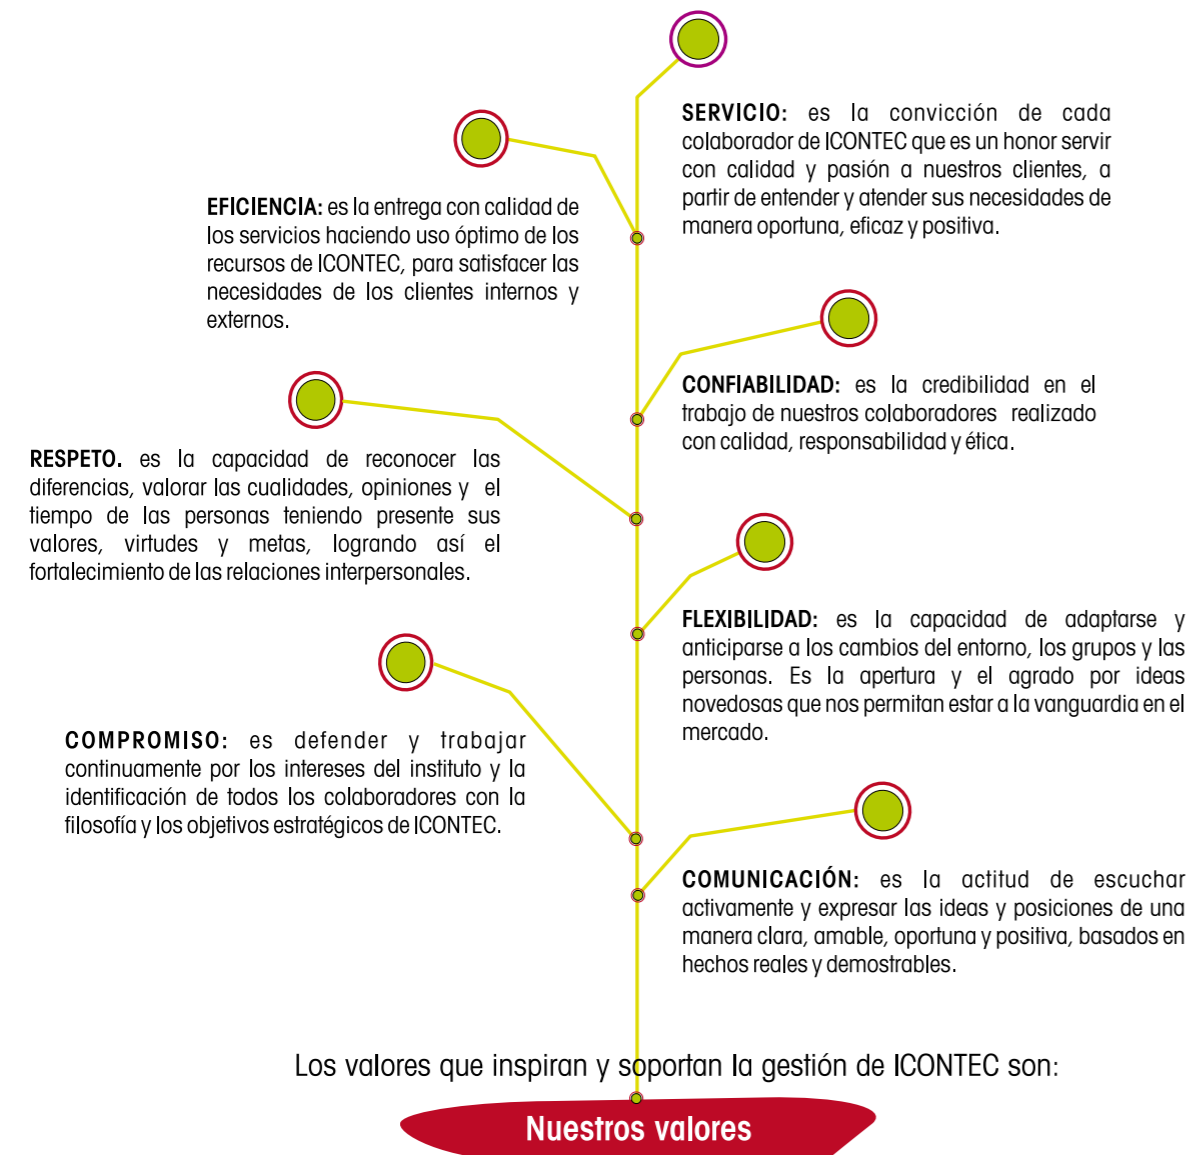 SERVICIO: es la convicción de cada
colaborador de ICONTEC que es un honor servir
con calidad y pasión a nuestros clientes, a
partir de entender y atender sus necesidades de
manera oportuna, eficaz y positiva.
EFICIENCIA: es la entrega con calidad de
los servicios haciendo uso óptimo de los
recursos de ICONTEC, para satisfacer las
necesidades de los clientes internos y
externos.
CONFIABILIDAD: es la credibilidad en el
trabajo de nuestros colaboradores realizado
con calidad, responsabilidad y ética.
RESPETO. es la capacidad de reconocer las
diferencias, valorar las cualidades, opiniones y el
tiempo de las personas teniendo presente sus
valores, virtudes y metas, logrando así el
fortalecimiento de las relaciones interpersonales.
FLEXIBILIDAD: es la capacidad de adaptarse y
anticiparse a los cambios del entorno, los grupos y las
personas. Es la apertura y el agrado por ideas
novedosas que nos permitan estar a la vanguardia en el
mercado.
COMPROMISO: es defender y trabajar
continuamente por los intereses del instituto y la
identificación de todos los colaboradores con la
filosofía y los objetivos estratégicos de ICONTEC.
COMUNICACIÓN: es la actitud de escuchar
activamente y expresar las ideas y posiciones de una
manera clara, amable, oportuna y positiva, basados en
hechos reales y demostrables.
Los valores que inspiran y soportan la gestión de ICONTEC son:
Nuestros valores